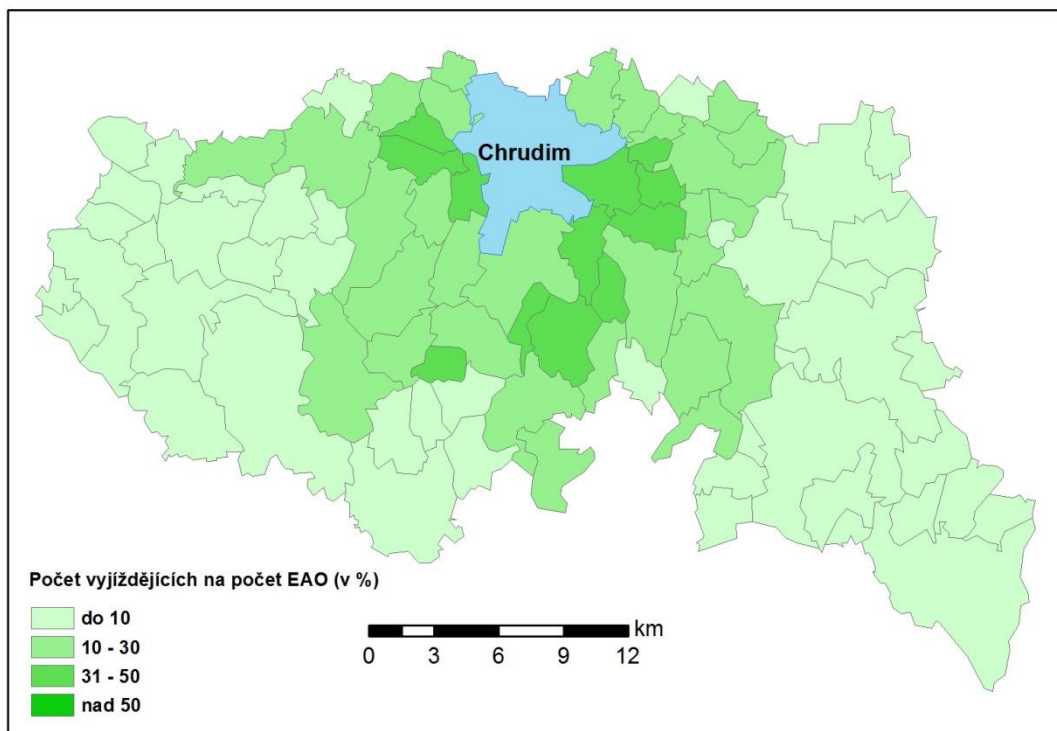 Chrudim
Počet vyjíždějících na počet EAO (v %)
do 10
10 - 30
31 - 50
nad 50
km
0 3 6 9 12